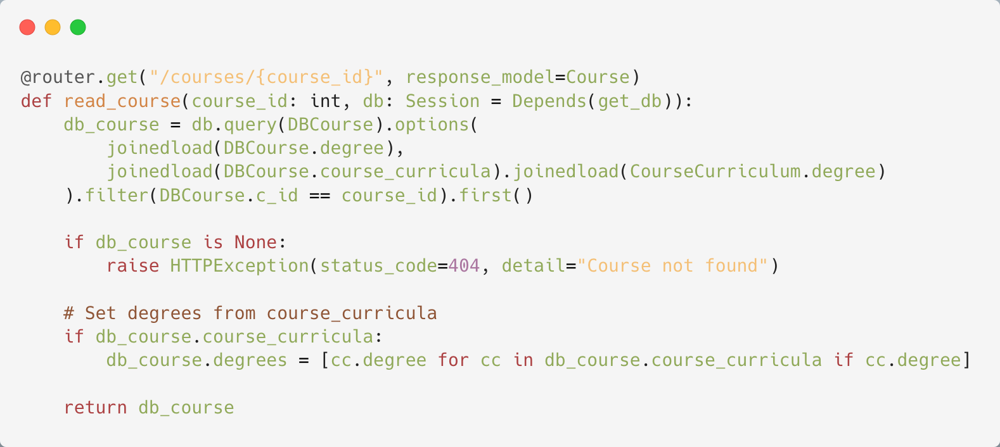 @router.get("/courses/{course_id}", response_model=Course)
def read_course(course_id: int, db: Session = Depends(get_db)):
    db_course = db.query(DBCourse).options(
        joinedload(DBCourse.degree),
        joinedload(DBCourse.course_curricula).joinedload(CourseCurriculum.degree)
    ).filter(DBCourse.c_id == course_id).first()

    if db_course is None:
        raise HTTPException(status_code=404, detail="Course not found")

    # Set degrees from course_curricula
    if db_course.course_curricula:
        db_course.degrees = [cc.degree for cc in db_course.course_curricula if cc.degree]

    return db_course